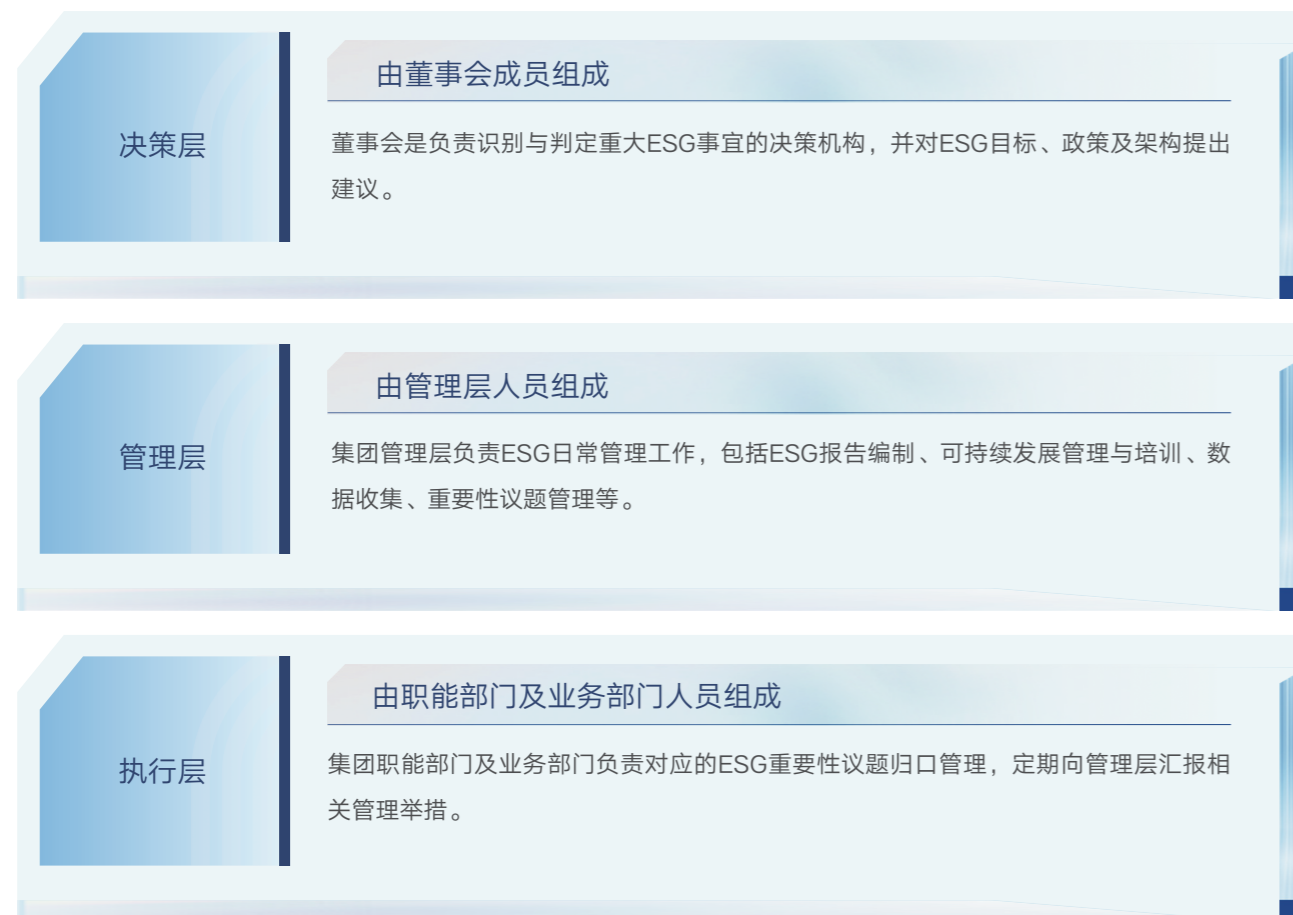 决策层
由董事会成员组成
董事会是负责识别与判定重大ESG事宜的决策机构，并对ESG目标、政策及架构提出
建议。
管理层
由管理层人员组成
集团管理层负责ESG日常管理工作，包括ESG报告编制、可持续发展管理与培训、数
据收集、重要性议题管理等。
执行层
由职能部门及业务部门人员组成
集团职能部门及业务部门负责对应的ESG重要性议题归口管理，定期向管理层汇报相
关管理举措。